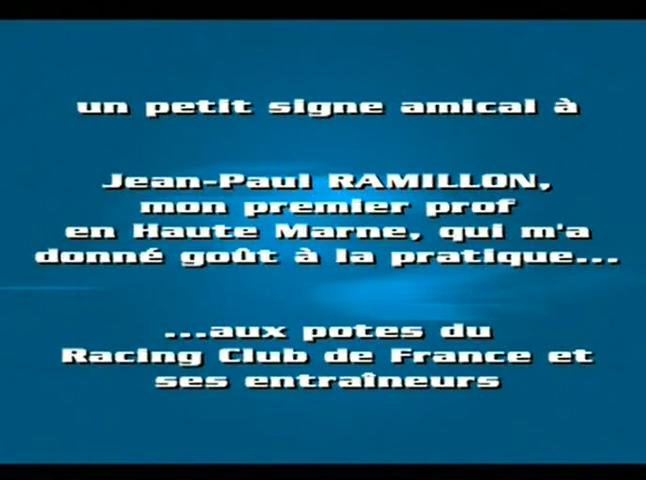 un petit signe amical à
Jean-Paul RAMILLON,
mon premier prof
en Haute Marne, qui m'a
donné goût à la pratique...
...aux potes du
Racing Club de France et
ses entraîneurs